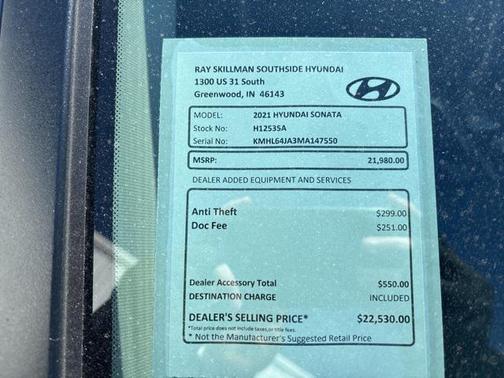 RAY SKILLMAN SOUTHSIDE HYUNDAI
1300 US 31 South
Greenwood, IN 46143
MODEL: 2021 HYUNDAI SONATA
Stock No: H12535A
Serial No: KMHL64JA3MA147550
MSRP: 21,980.00
DEALER ADDED EQUIPMENT AND SERVICES
Anti Theft $299.00
Doc Fee $251.00
Dealer Accessory Total $550.00
DESTINATION CHARGE INCLUDED
DEALER'S SELLING PRICE* $22,530.00
*Total price does not include taxes,or title fees.
* Not the Manufacturer's Suggested Retail Price